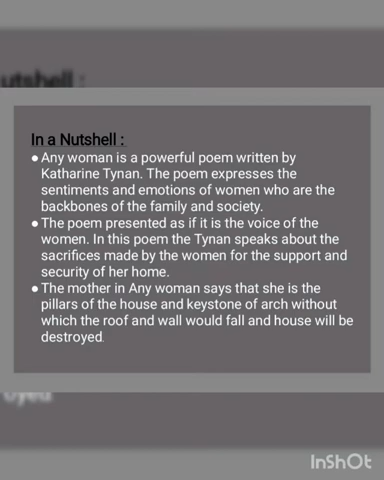 utshell :
In a Nutshell :
● Any woman is a powerful poem written by
Katharine Tynan. The poem expresses the
sentiments and emotions of women who are the
backbones of the family and society.
● The poem presented as if it is the voice of the
women. In this poem the Tynan speaks about the
sacrifices made by the women for the support and
security of her home.
● The mother in Any woman says that she is the
pillars of the house and keystone of arch without
which the roof and wall would fall and house will be
destroyed.
oyed
InShOt